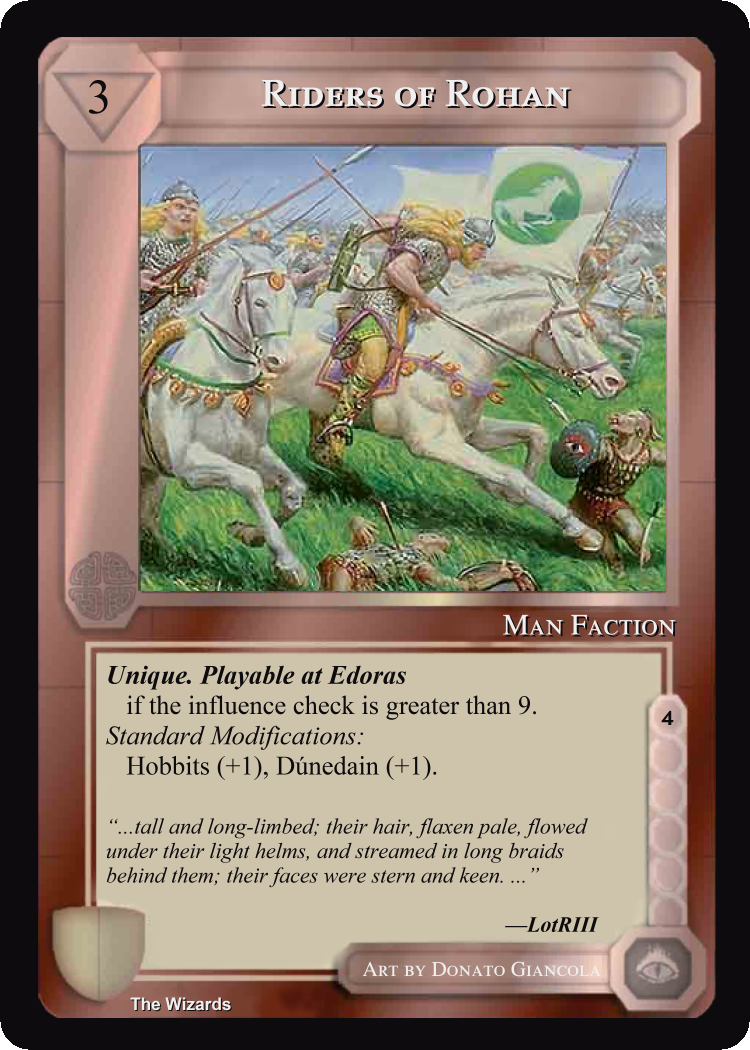 3
Riders of Rohan
Man Faction
Unique. Playable at Edoras
if the influence check is greater than 9.
Standard Modifications:
Hobbits (+1), Dúnedain (+1).
4
“...tall and long-limbed; their hair, flaxen pale, flowed
under their light helms, and streamed in long braids
behind them; their faces were stern and keen. ...”
—LotRIII
Art by Donato Giancola
The Wizards